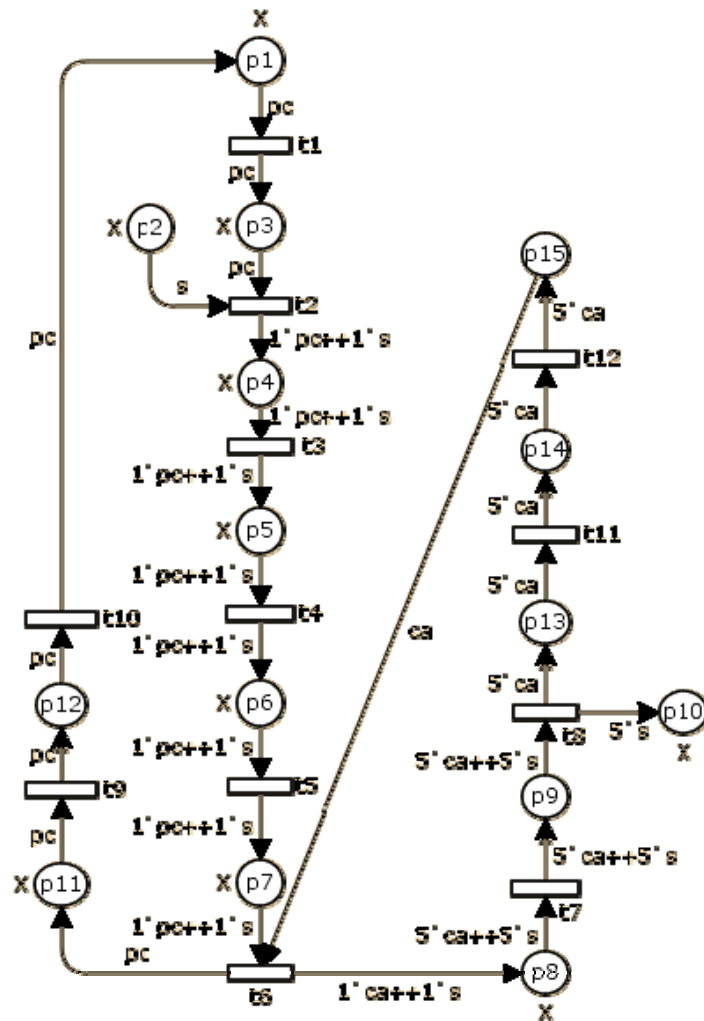 X
p1
pc
t1
pc
X p2
X p3
pc
s
t2
1`pc++1`s
X p4
1`pc++1`s
t3
1`pc++1`s
X p5
1`pc++1`s
t4
1`pc++1`s
X p6
1`pc++1`s
t5
1`pc++1`s
X p7
1`pc++1`s
t6
pc
X p11
pc
t9
pc
p12
pc
t10
pc
1`ca++1`s
p8
X
5`ca++5`s
t7
5`ca++5`s
p9
5`ca++5`s
t8
5`s
p10
X
5`ca
p13
5`ca
t11
5`ca
p14
5`ca
t12
5`ca
p15
ca